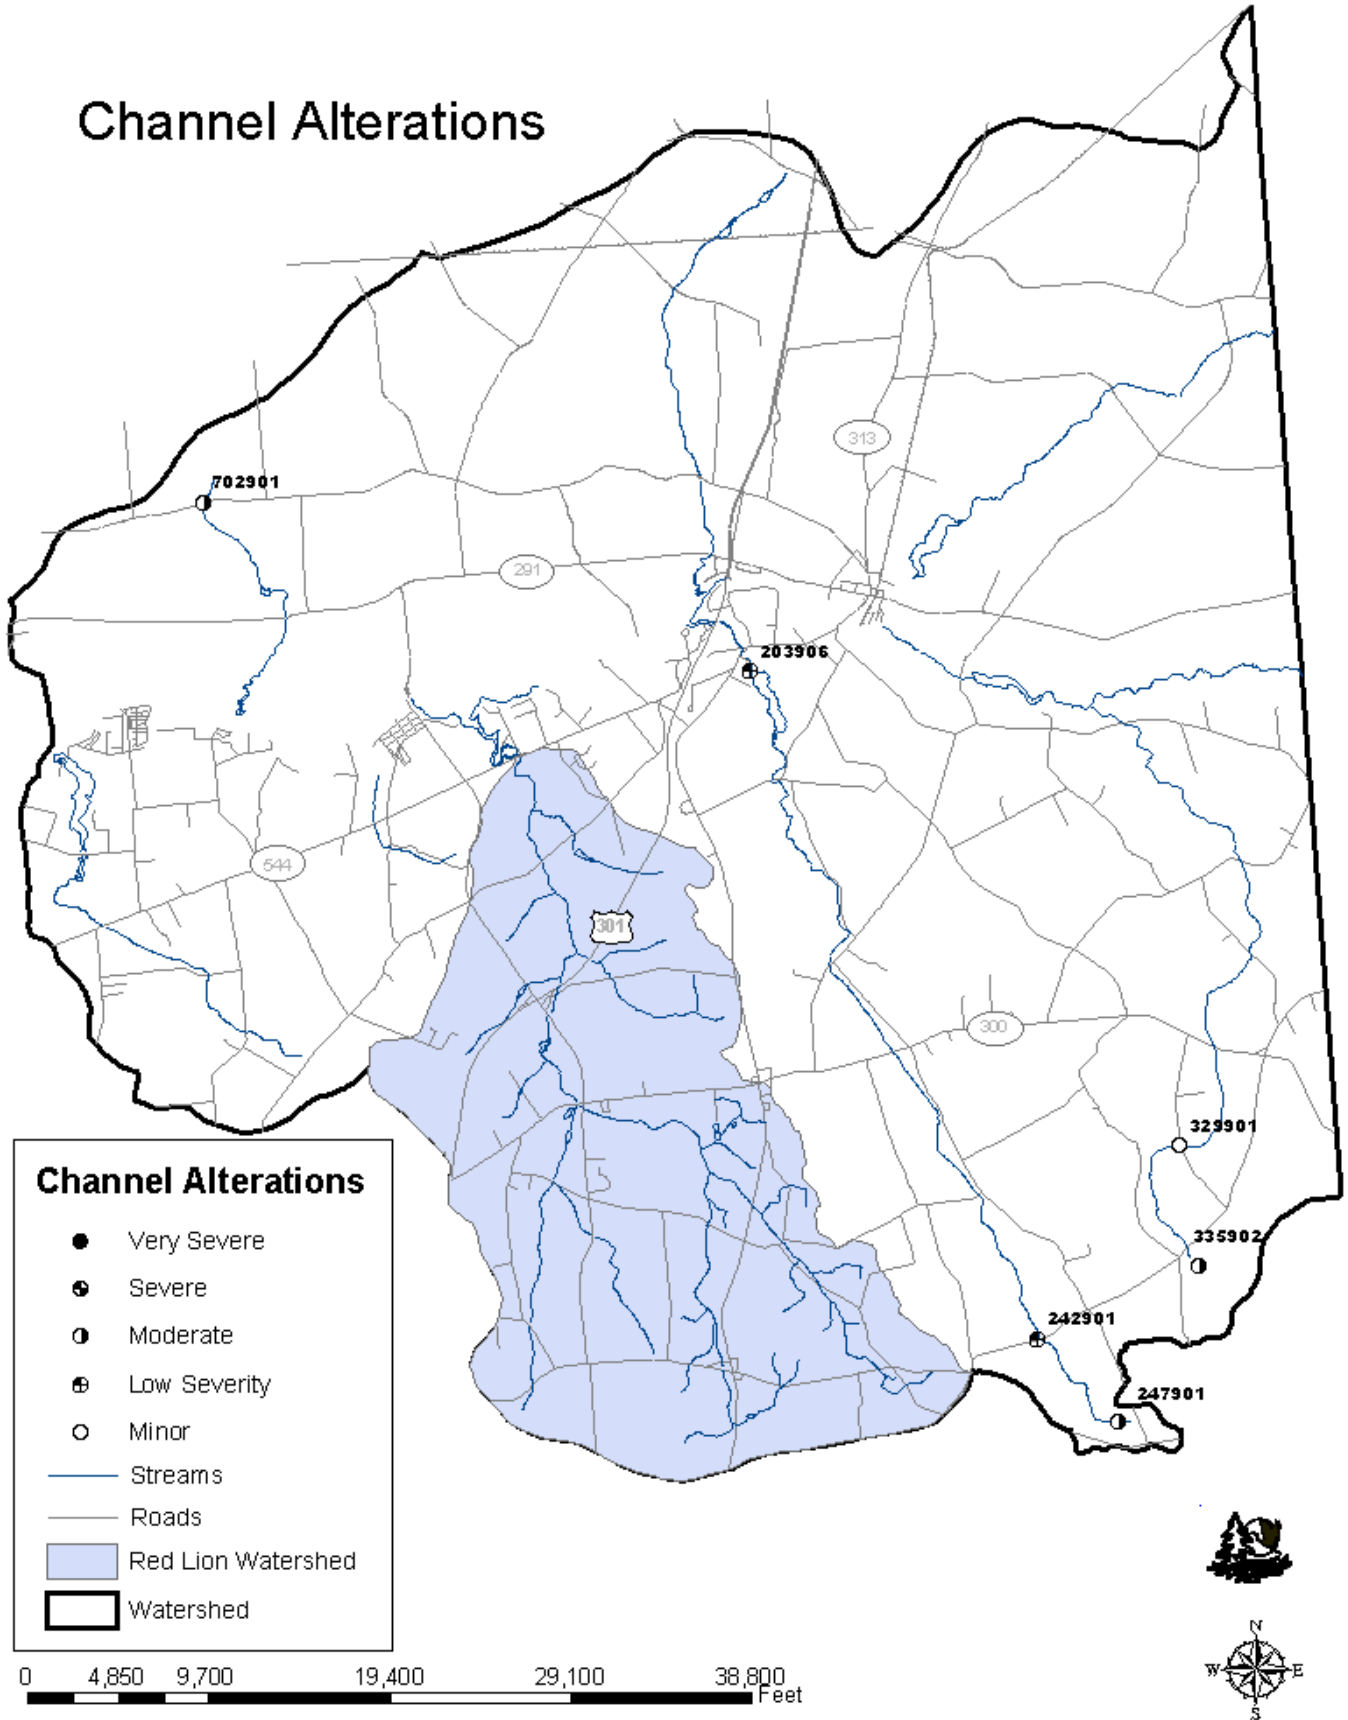 Channel Alterations
313
702901
291
203906
544
301
300
329901
335902
242901
247901
Channel Alterations
Very Severe
Severe
Moderate
Low Severity
Minor
Streams
Roads
Red Lion Watershed
Watershed
0 4,850 9,700 19,400 29,100 38,800
Feet
N
W E
S